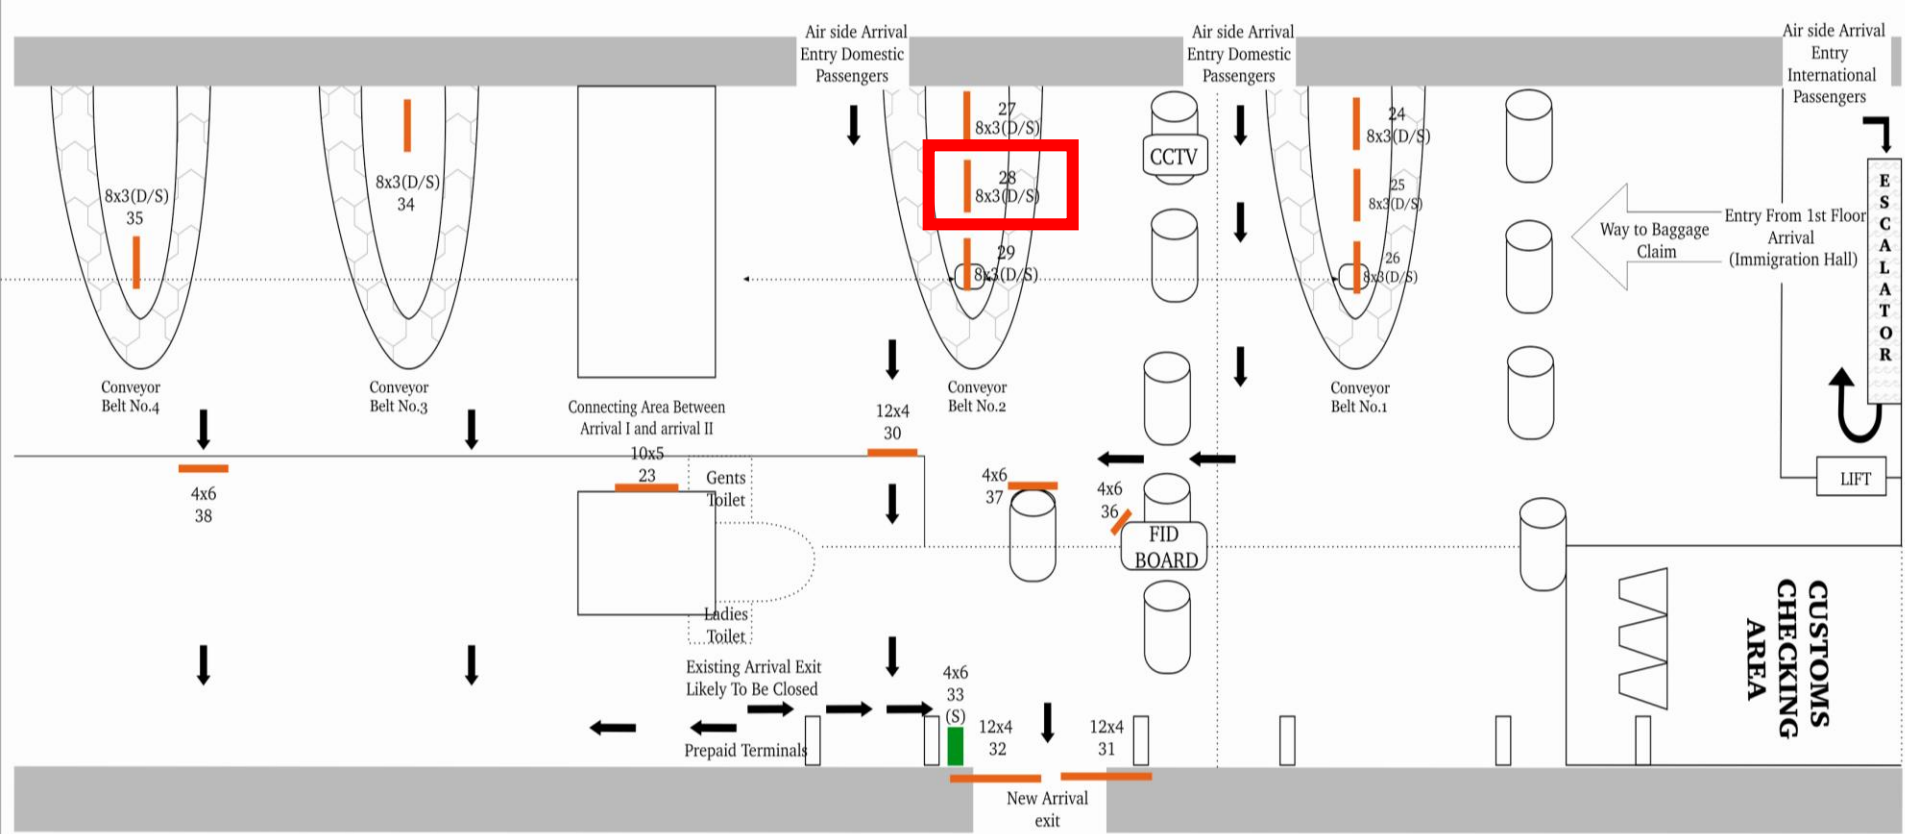 Air side Arrival
Entry Domestic
Passengers
Air side Arrival
Entry Domestic
Passengers
Air side Arrival
Entry
International
Passengers
27
8x3(D/S)
28
8x3(D/S)
29
8x3(D/S)
24
8x3(D/S)
25
8x3(D/S)
26
8x3(D/S)
CCTV
8x3(D/S)
35
8x3(D/S)
34
Way to Baggage
Claim
Entry From 1st Floor
Arrival
(Immigration Hall)
ESCALATOR
Conveyor
Belt No.4
Conveyor
Belt No.3
Connecting Area Between
Arrival I and arrival II
Conveyor
Belt No.2
Conveyor
Belt No.1
12x4
30
10x5
23
Gents
Toilet
4x6
38
4x6
37
4x6
36
LIFT
FID
BOARD
Ladies
Toilet
CUSTOMS
CHECKING
AREA
Existing Arrival Exit
Likely To Be Closed
Prepaid Terminals
4x6
33
(S)
12x4
32
12x4
31
New Arrival
exit